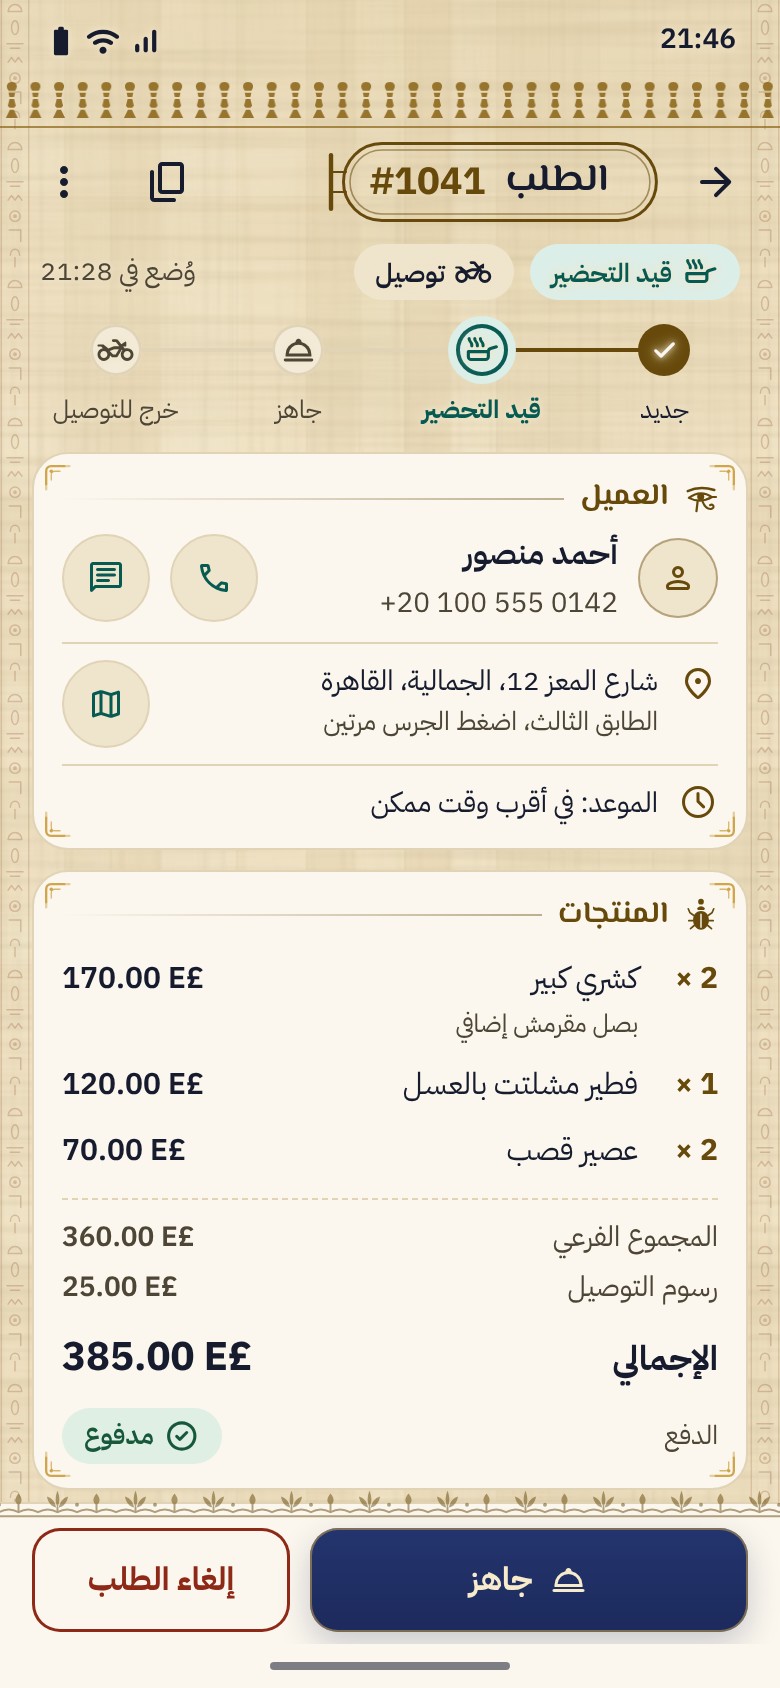 21:46
الطلب #1041
قيد التحضير
توصيل
وُضع في 21:28
جديد
قيد التحضير
جاهز
خرج للتوصيل
العميل
أحمد منصور
+20 100 555 0142
شارع المعز 12، الجمالية، القاهرة
الطابق الثالث، اضغط الجرس مرتين
الموعد: في أقرب وقت ممكن
المنتجات
2 × كشري كبير 170.00 E£
بصل مقرمش إضافي
1 × فطير مشلتت بالعسل 120.00 E£
2 × عصير قصب 70.00 E£
المجموع الفرعي 360.00 E£
رسوم التوصيل 25.00 E£
الإجمالي 385.00 E£
الدفع مدفوع
جاهز
إلغاء الطلب